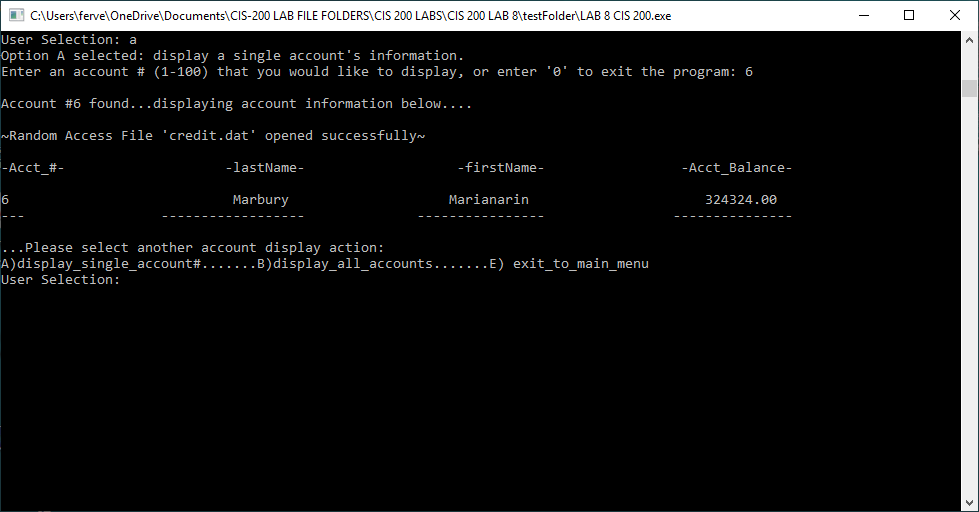 C:\Users\ferve\OneDrive\Documents\CIS-200 LAB FILE FOLDERS\CIS 200 LABS\CIS 200 LAB 8\testFolder\LAB 8 CIS 200.exe
User Selection: a
Option A selected: display a single account's information.
Enter an account # (1-100) that you would like to display, or enter '0' to exit the program: 6
Account #6 found...displaying account information below....
~Random Access File 'credit.dat' opened successfully~
-Acct_#- -lastName- -firstName- -Acct_Balance-
6 Marbury Marianarin 324324.00
--- ------------------ ---------------- ---------------
...Please select another account display action:
A)display_single_account#.......B)display_all_accounts.......E) exit_to_main_menu
User Selection: